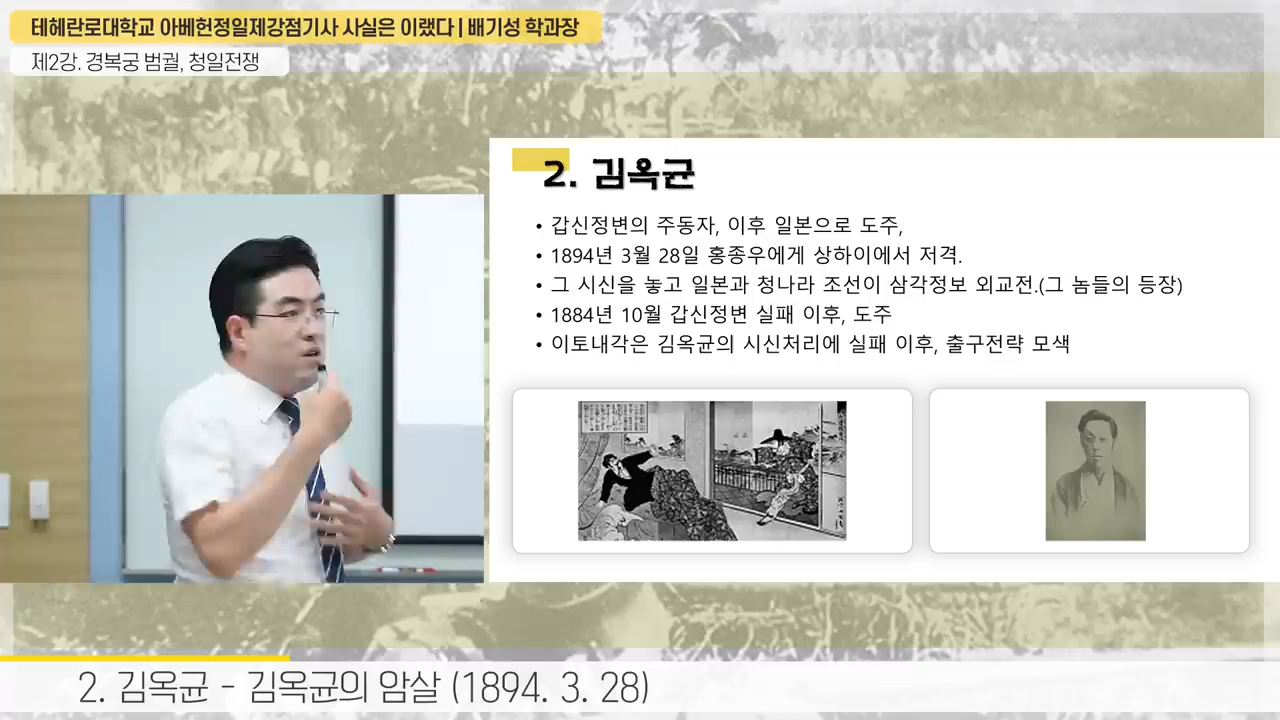 테헤란로대학교 아베헌정일제강점기사 사실은 이랬다 | 배기성 학과장
제2강. 경복궁 범궐, 청일전쟁
2. 김옥균
• 갑신정변의 주동자, 이후 일본으로 도주,
• 1894년 3월 28일 홍종우에게 상하이에서 저격.
• 그 시신을 놓고 일본과 청나라 조선이 삼각정보 외교전.(그 놈들의 등장)
• 1884년 10월 갑신정변 실패 이후, 도주
• 이토내각은 김옥균의 시신처리에 실패 이후, 출구전략 모색
2. 김옥균 - 김옥균의 암살 (1894. 3. 28)